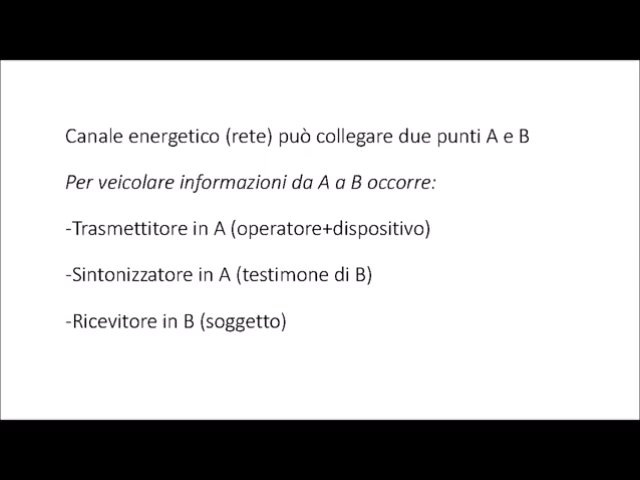 Canale energetico (rete) può collegare due punti A e B
Per veicolare informazioni da A a B occorre:
-Trasmettitore in A (operatore+dispositivo)
-Sintonizzatore in A (testimone di B)
-Ricevitore in B (soggetto)